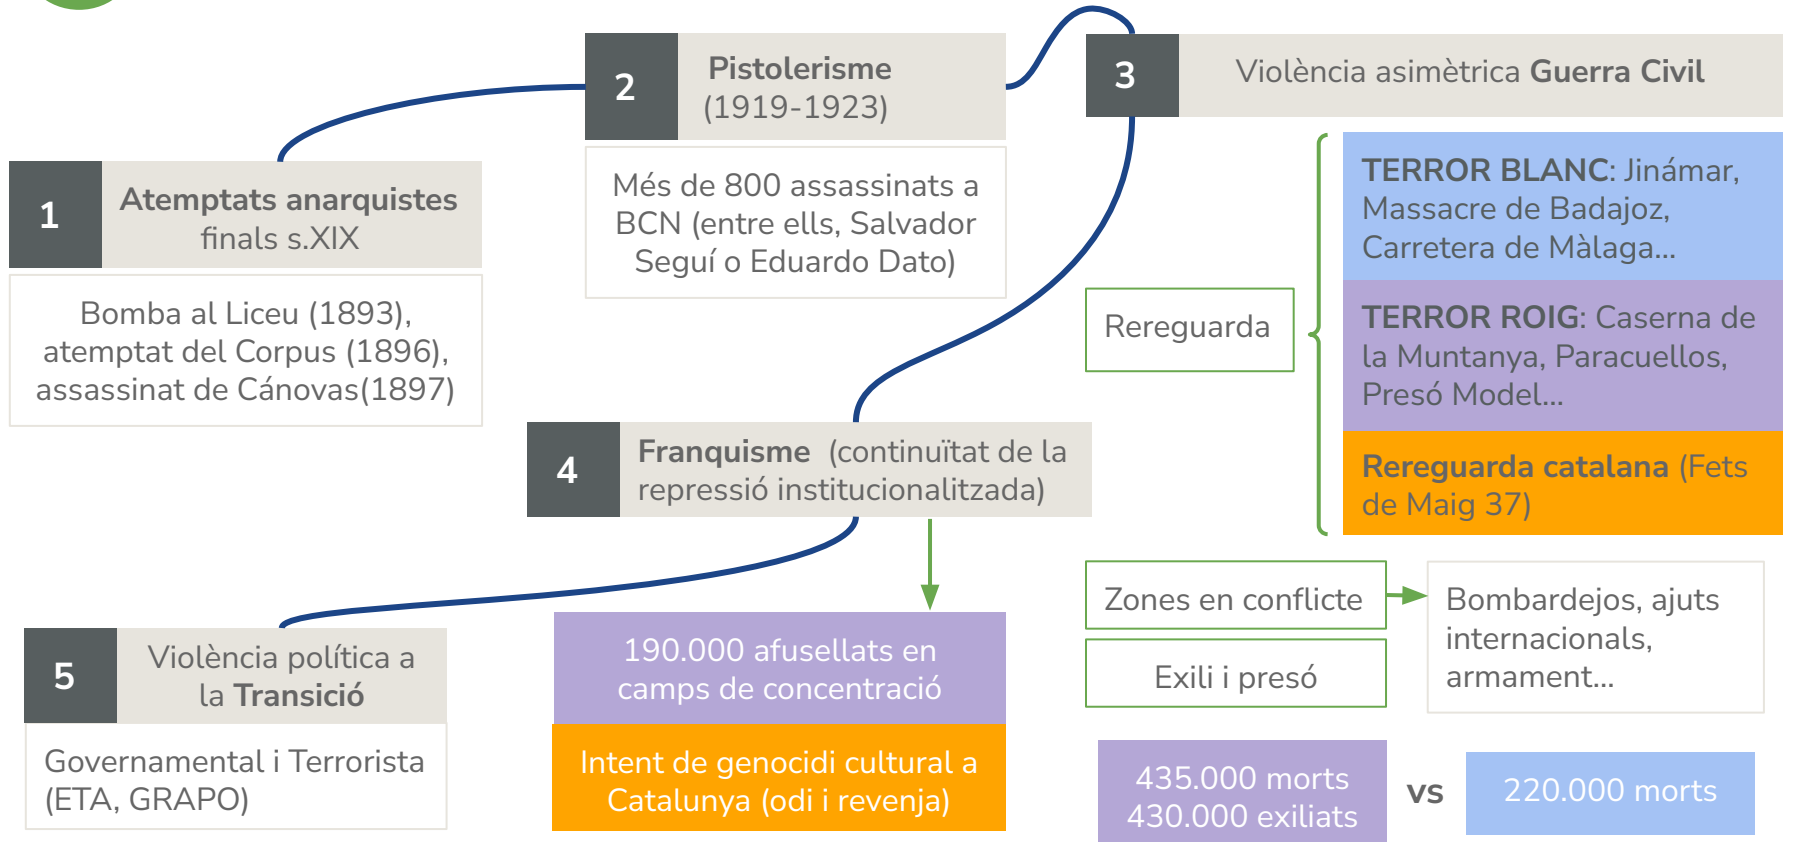 1
Atemptats anarquistes
finals s.XIX
Bomba al Liceu (1893),
atemptat del Corpus (1896),
assassinat de Cánovas(1897)
2
Pistolerisme
(1919-1923)
Més de 800 assassinats a
BCN (entre ells, Salvador
Seguí o Eduardo Dato)
3
Violència asimètrica Guerra Civil
Rereguarda
TERROR BLANC: Jinámar,
Massacre de Badajoz,
Carretera de Màlaga...
TERROR ROIG: Caserna de
la Muntanya, Paracuellos,
Presó Model...
Rereguarda catalana (Fets
de Maig 37)
Zones en conflicte
Bombardejos, ajuts
internacionals,
armament...
Exili i presó
435.000 morts
430.000 exiliats
vs
220.000 morts
4
Franquisme (continuïtat de la
repressió institucionalitzada)
190.000 afusellats en
camps de concentració
Intent de genocidi cultural a
Catalunya (odi i revenja)
5
Violència política a
la Transició
Governamental i Terrorista
(ETA, GRAPO)